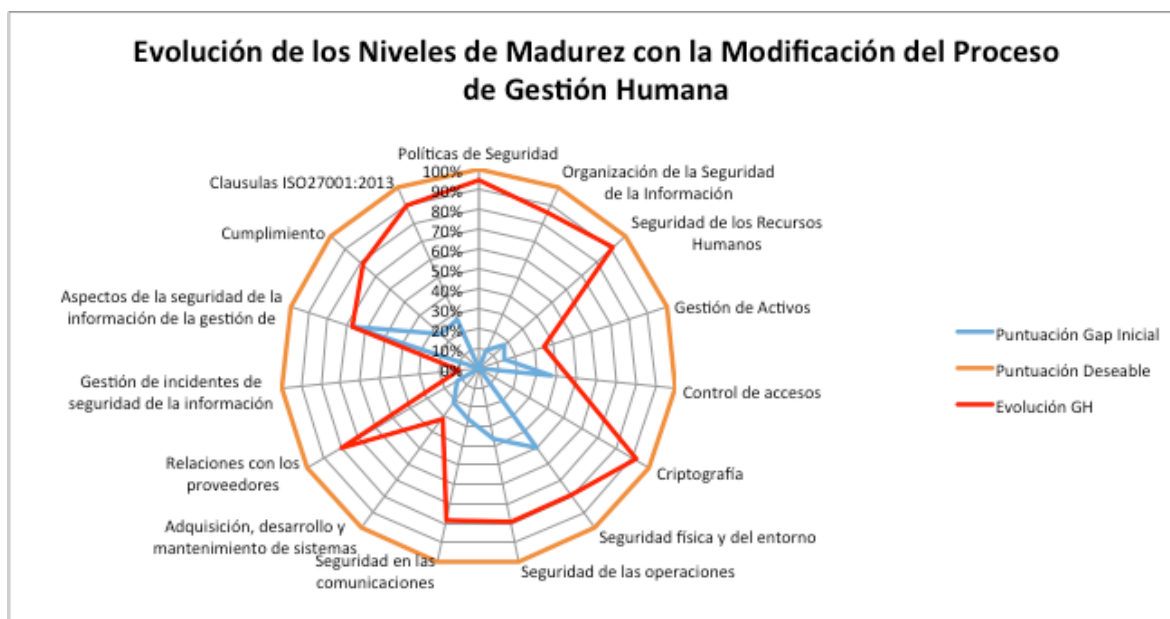 Evolución de los Niveles de Madurez con la Modificación del Proceso
de Gestión Humana
Políticas de Seguridad
Organización de la Seguridad
de la Información
Seguridad de los Recursos
Humanos
Gestión de Activos
Control de accesos
Criptografía
Seguridad física y del entorno
Seguridad de las operaciones
Seguridad en las
comunicaciones
Adquisición, desarrollo y
mantenimiento de sistemas
Relaciones con los
proveedores
Gestión de incidentes de
seguridad de la información
Aspectos de la seguridad de la
información de la gestión de
Cumplimiento
Clausulas ISO27001:2013
100%
90%
80%
70%
60%
50%
40%
30%
20%
10%
0%
Puntuación Gap Inicial
Puntuación Deseable
Evolución GH